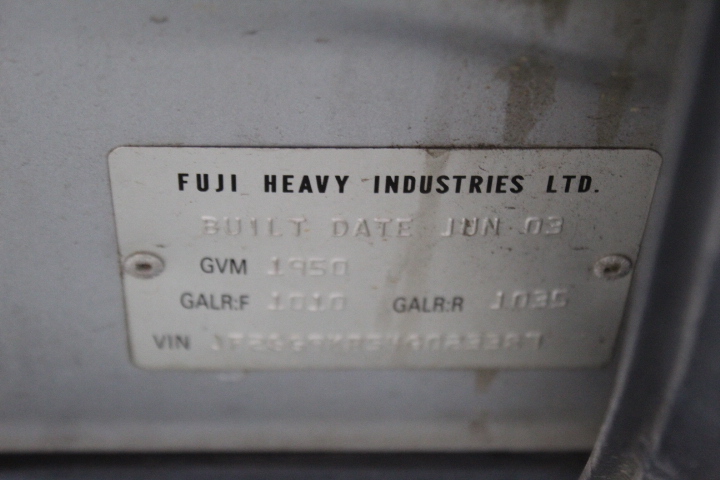 FUJI HEAVY INDUSTRIES LTD.
BUILT DATE JUN 03
GVM 1950
GALR:F 1010 GALR:R 1035
VIN